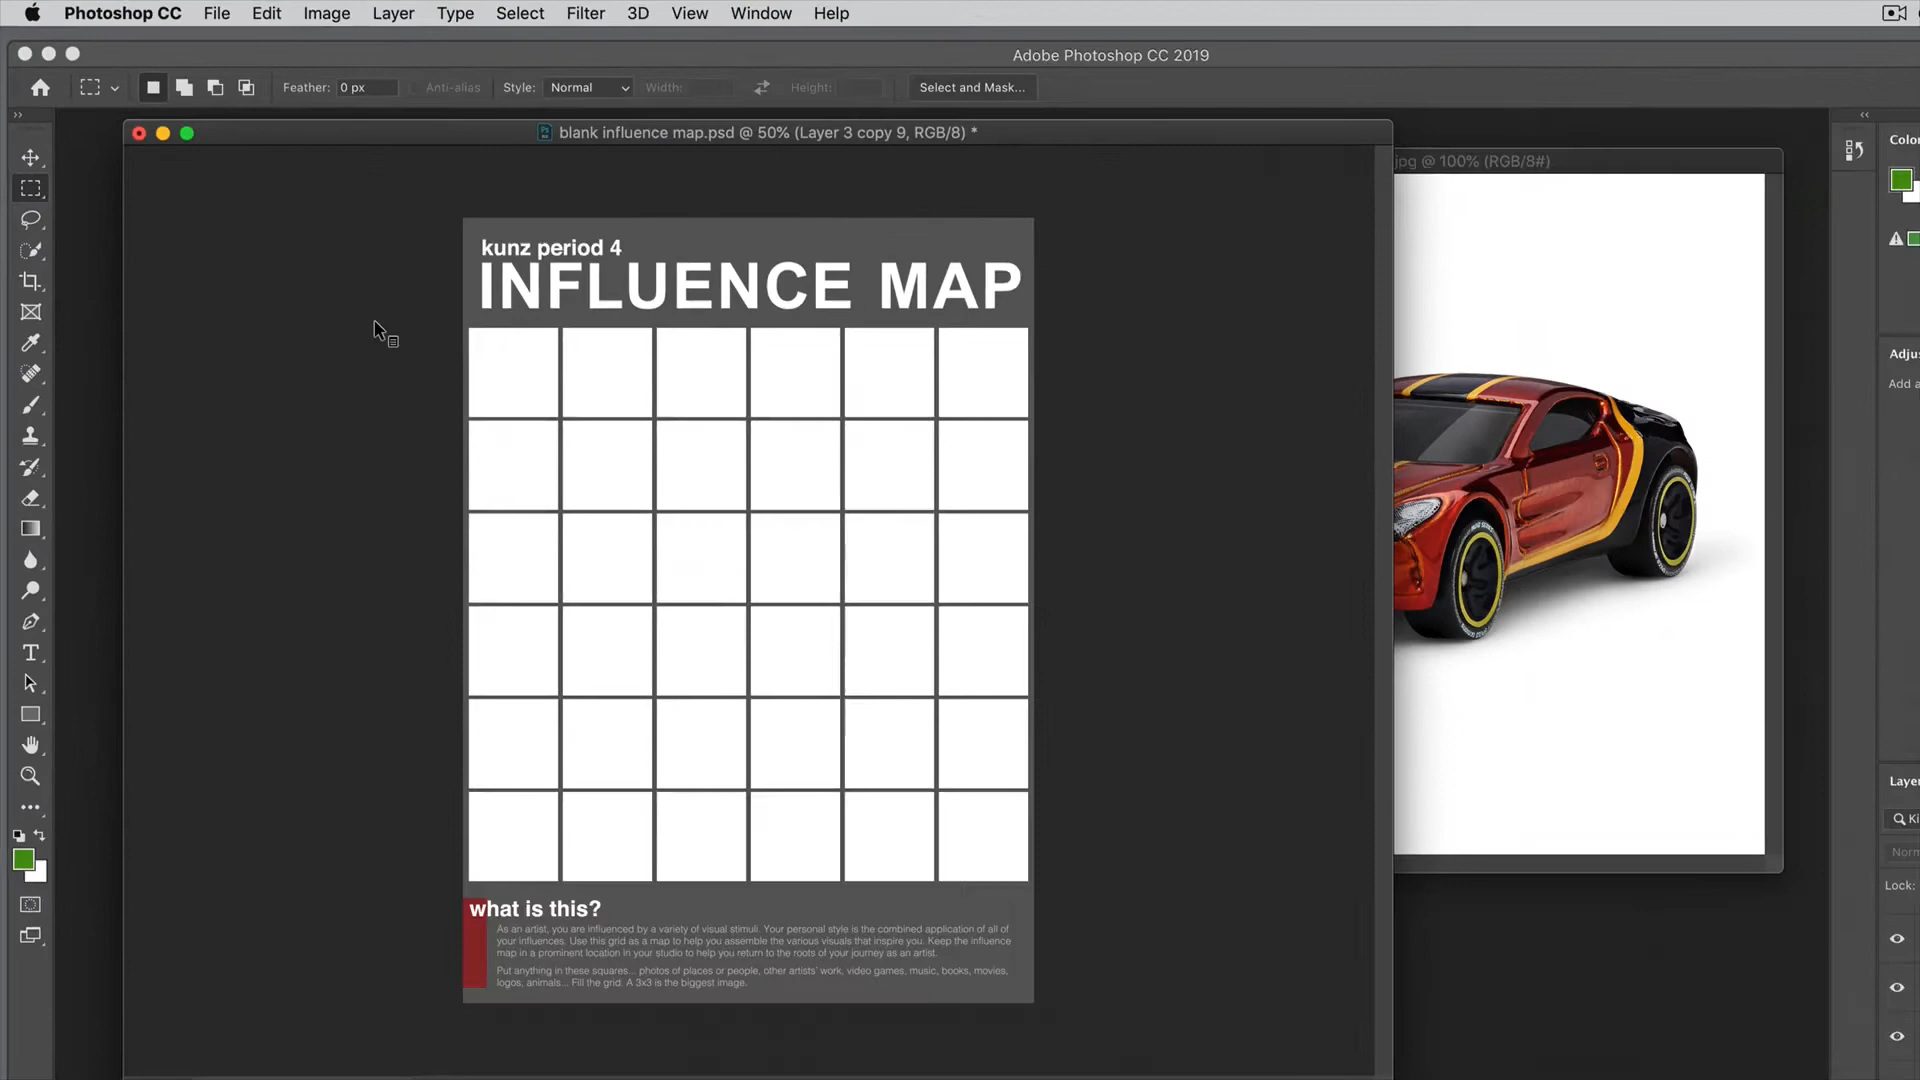 Photoshop CC File Edit Image Layer Type Select Filter 3D View Window Help
Adobe Photoshop CC 2019
Feather: 0 px Anti-alias Style: Normal Width: Height: Select and Mask...
blank influence map.psd @ 50% (Layer 3 copy 9, RGB/8) *
jpg @ 100% (RGB/8#)
kunz period 4
INFLUENCE MAP
what is this?
As an artist, you are influenced by a variety of visual stimuli. Your personal style is the combined application of all of
your influences. Use this grid as a map to help you assemble the various visuals that inspire you. Keep the influence
map in a prominent location in your studio to help you return to the roots of your journey as an artist.
Put anything in these squares... photos of places or people, other artists' work, video games, music, books, movies,
logos, animals... Fill the grid. A 3x3 is the biggest image.
Color
Adju
Add a
Layer
Ki
Norm
Lock: